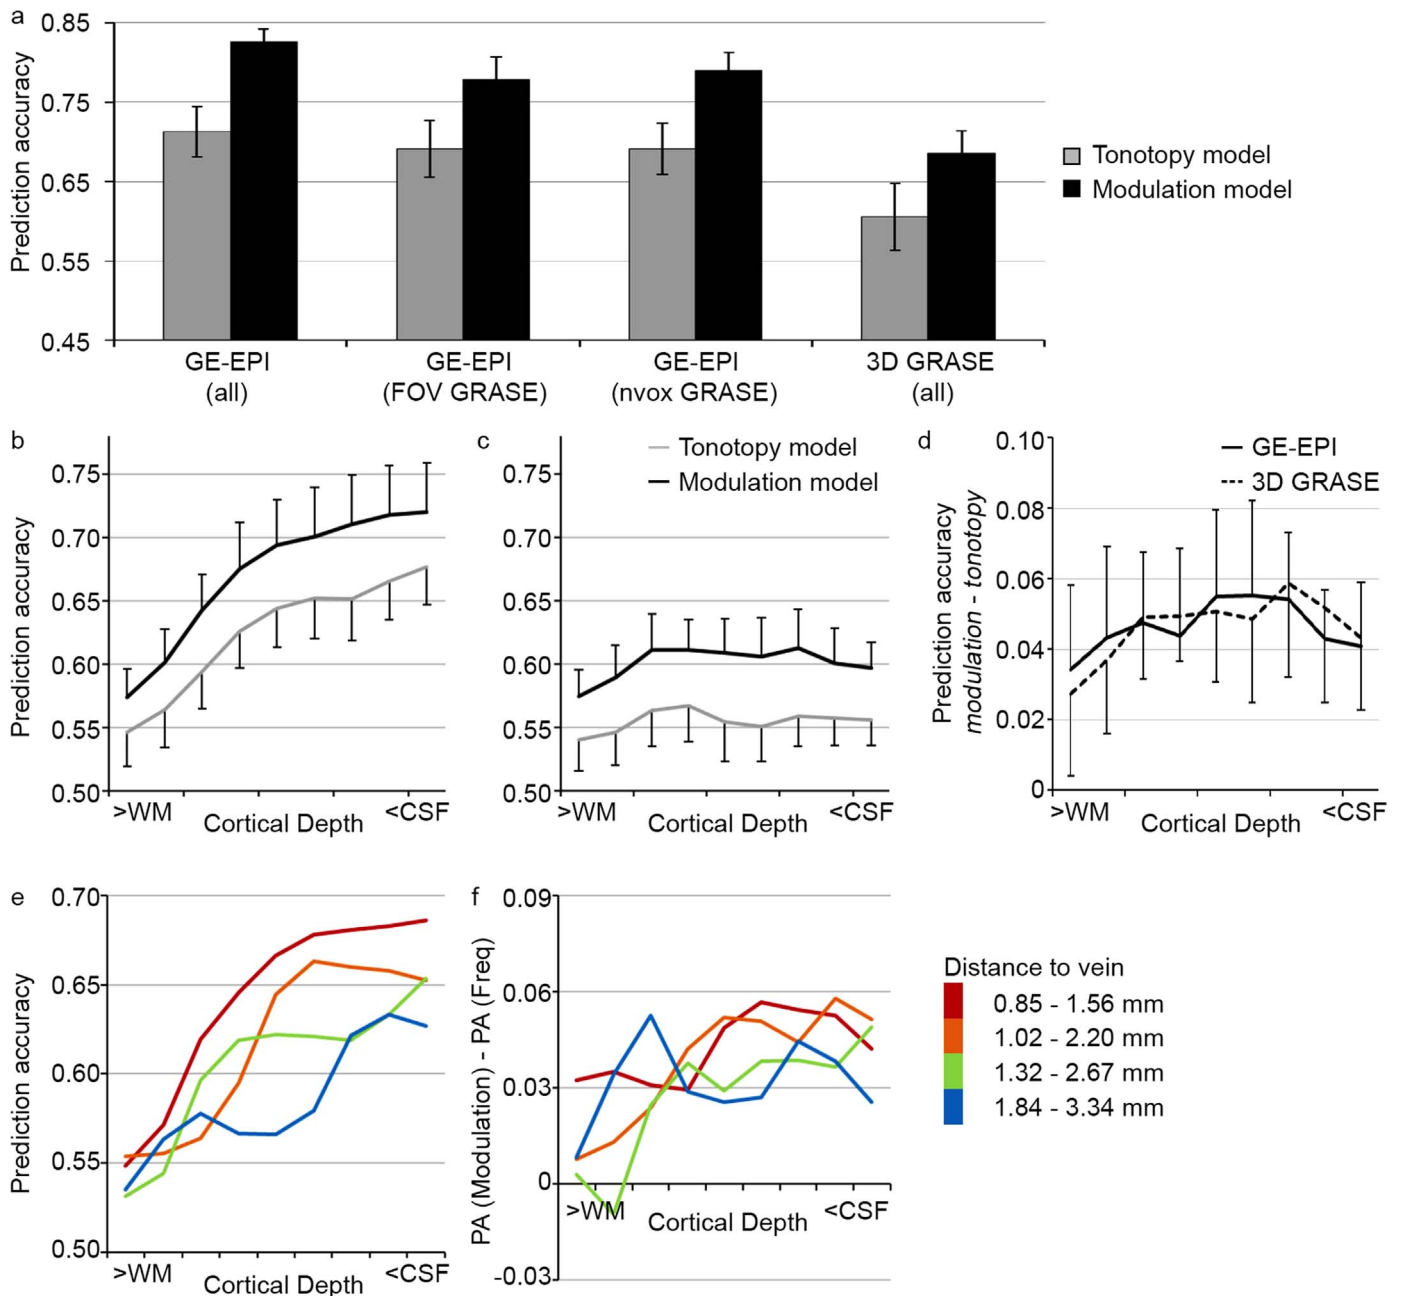 a
Prediction accuracy
0.85
0.75
0.65
0.55
0.45
GE-EPI
(all)
GE-EPI
(FOV GRASE)
GE-EPI
(nvox GRASE)
3D GRASE
(all)
Tonotopy model
Modulation model
b
Prediction accuracy
0.75
0.70
0.65
0.60
0.55
0.50
>WM
Cortical Depth
<CSF
c
Tonotopy model
Modulation model
0.75
0.70
0.65
0.60
0.55
0.50
>WM
Cortical Depth
<CSF
d
Prediction accuracy
modulation - tonotopy
GE-EPI
3D GRASE
0.10
0.08
0.06
0.04
0.02
0
>WM
Cortical Depth
<CSF
e
Prediction accuracy
0.70
0.65
0.60
0.55
0.50
>WM
Cortical Depth
<CSF
f
PA (Modulation) - PA (Freq)
0.09
0.06
0.03
0
-0.03
>WM
Cortical Depth
<CSF
Distance to vein
0.85 - 1.56 mm
1.02 - 2.20 mm
1.32 - 2.67 mm
1.84 - 3.34 mm